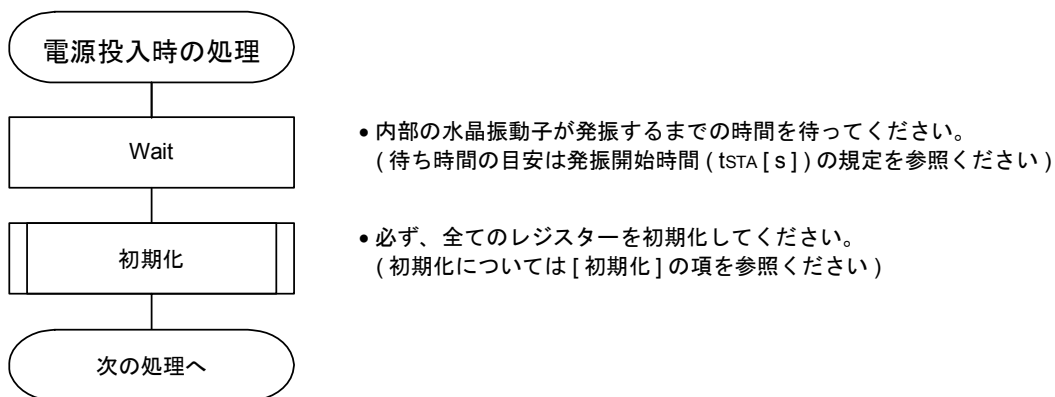 電源投入時の処理
Wait
• 内部の水晶振動子が発振するまでの時間を待ってください。
( 待ち時間の目安は発振開始時間 ( tSTA [ s ] ) の規定を参照ください )
初期化
• 必ず、全てのレジスターを初期化してください。
( 初期化については [ 初期化 ] の項を参照ください )
次の処理へ